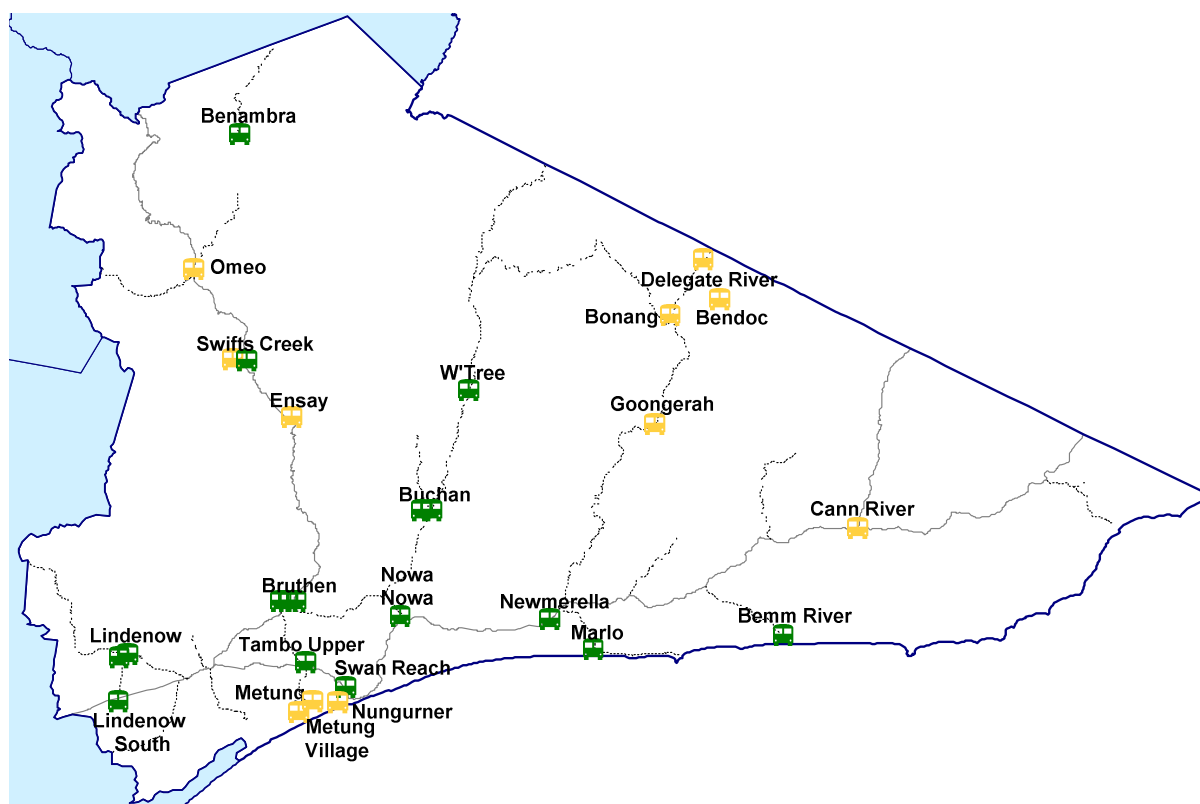 Benambra
Omeo
Delegate River
Bonang
Bendoc
Swifts Creek
W'Tree
Ensay
Goongerah
Buchan
Cann River
Nowa
Nowa
Bruthen
Newmerella
Bemm River
Marlo
Lindenow
Tambo Upper
Swan Reach
Metung
Nungurner
Lindenow
South
Metung
Village